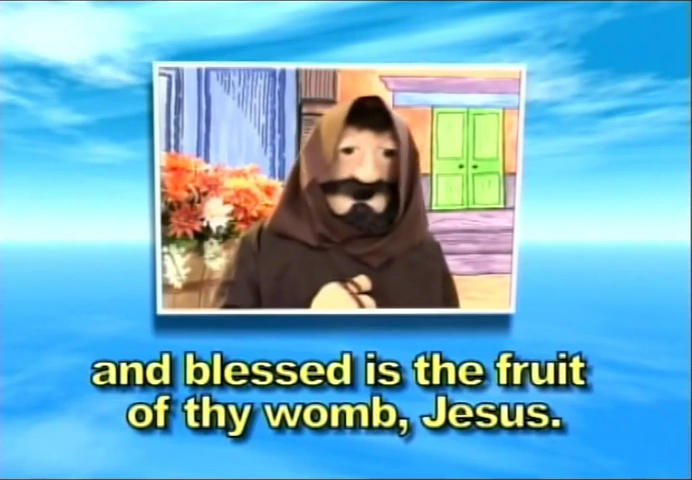 and blessed is the fruit
of thy womb, Jesus.